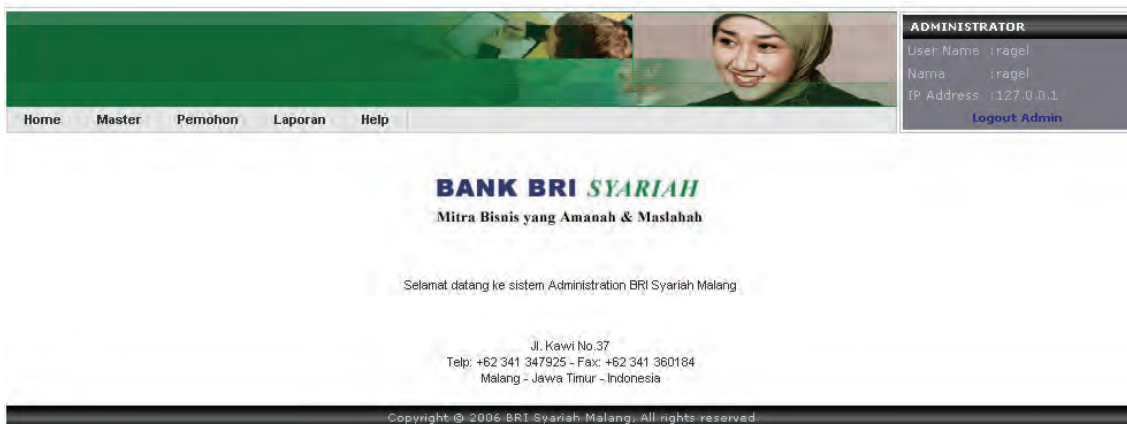 ADMINISTRATOR
User Name :ragel
Nama :ragel
IP Address :127.0.0.1
Logout Admin
Home Master Pemohon Laporan Help
BANK BRI SYARIAH
Mitra Bisnis yang Amanah & Maslahah
Selamat datang ke sistem Administration BRI Syariah Malang
Jl. Kawi No.37
Telp: +62 341 347925 - Fax: +62 341 360184
Malang - Jawa Timur - Indonesia
Copyright @ 2006 BRI Syariah Malang, All rights reserved